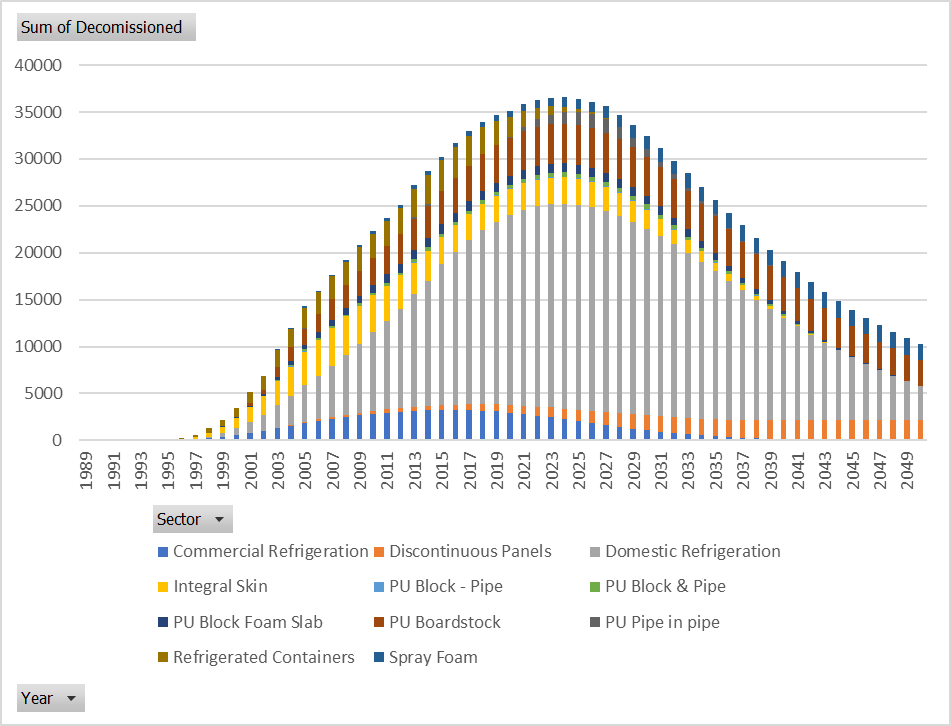 Sum of Decomissioned
40000
35000
30000
25000
20000
15000
10000
5000
0
1989 1991 1993 1995 1997 1999 2001 2003 2005 2007 2009 2011 2013 2015 2017 2019 2021 2023 2025 2027 2029 2031 2033 2035 2037 2039 2041 2043 2045 2047 2049
Sector
Commercial Refrigeration Discontinuous Panels Domestic Refrigeration
Integral Skin PU Block - Pipe PU Block & Pipe
PU Block Foam Slab PU Boardstock PU Pipe in pipe
Refrigerated Containers Spray Foam
Year